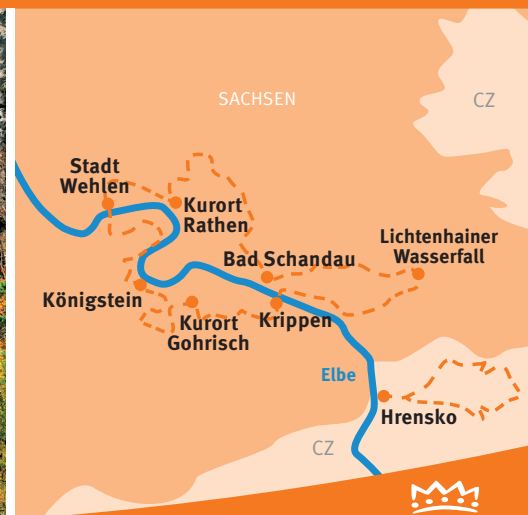 SACHSEN
CZ
Stadt
Wehlen
Kurort
Rathen
Lichtenhainer
Wasserfall
Bad Schandau
Königstein
Kurort
Gohrisch
Krippen
Elbe
Hrensko
CZ